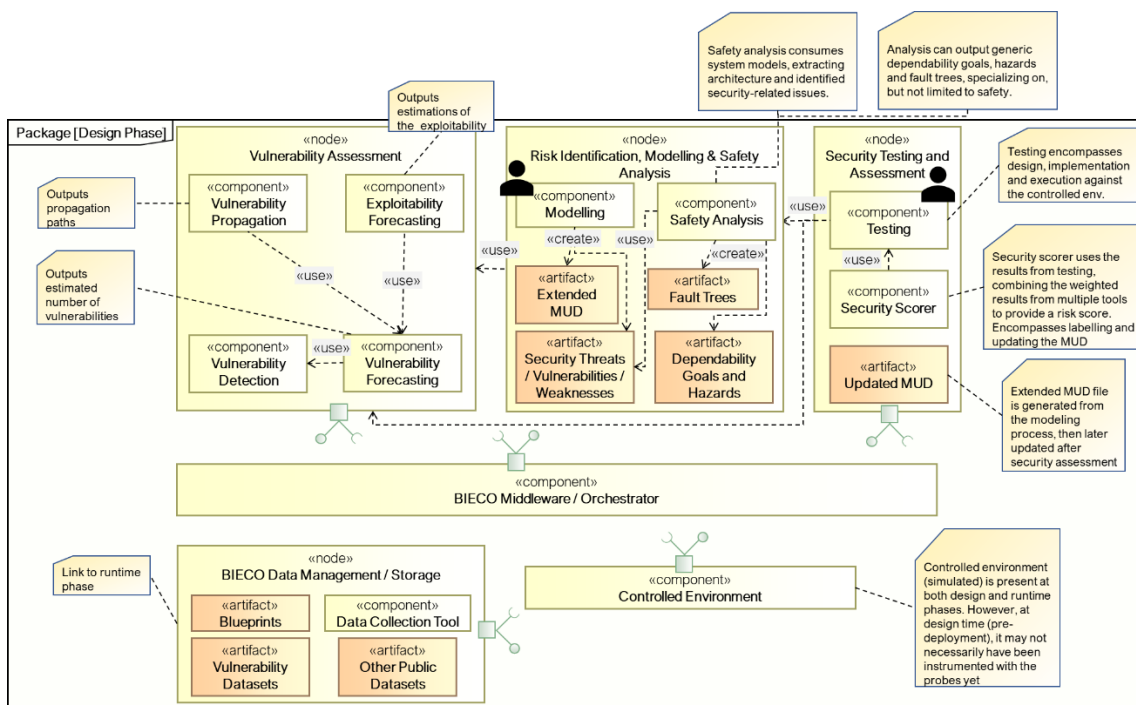 Safety analysis consumes
system models, extracting
architecture and identified
security-related issues.
Analysis can output generic
dependability goals, hazards
and fault trees, specializing on,
but not limited to safety.
Outputs
estimations of
the exploitability
Package [Design Phase]
«node»
Vulnerability Assessment
«component»
Vulnerability
Propagation
«component»
Exploitability
Forecasting
«use»
«use»
«component»
Vulnerability
Detection
«use»
«component»
Vulnerability
Forecasting
Outputs
propagation
paths
Outputs
estimated
number of
vulnerabilities
«use»
«node»
Risk Identification, Modelling & Safety
Analysis
«component»
Modelling
«component»
Safety Analysis
«create»
«use»
«create»
«artifact»
Extended
MUD
«artifact»
Fault Trees
«artifact»
Security Threats
/ Vulnerabilities /
Weaknesses
«artifact»
Dependability
Goals and
Hazards
«use»
«node»
Security Testing and
Assessment
«component»
Testing
«use»
«component»
Security Scorer
«artifact»
Updated MUD
Testing encompasses
design, implementation
and execution against
the controlled env.
Security scorer uses the
results from testing,
combining the weighted
results from multiple tools
to provide a risk score.
Encompasses labelling and
updating the MUD
Extended MUD file
is generated from
the modeling
process, then later
updated after
security assessment
«component»
BIECO Middleware / Orchestrator
Link to runtime
phase
«node»
BIECO Data Management / Storage
«artifact»
Blueprints
«component»
Data Collection Tool
«artifact»
Vulnerability
Datasets
«artifact»
Other Public
Datasets
«component»
Controlled Environment
Controlled environment
(simulated) is present at
both design and runtime
phases. However, at
design time (pre-
deployment), it may not
necessarily have been
instrumented with the
probes yet